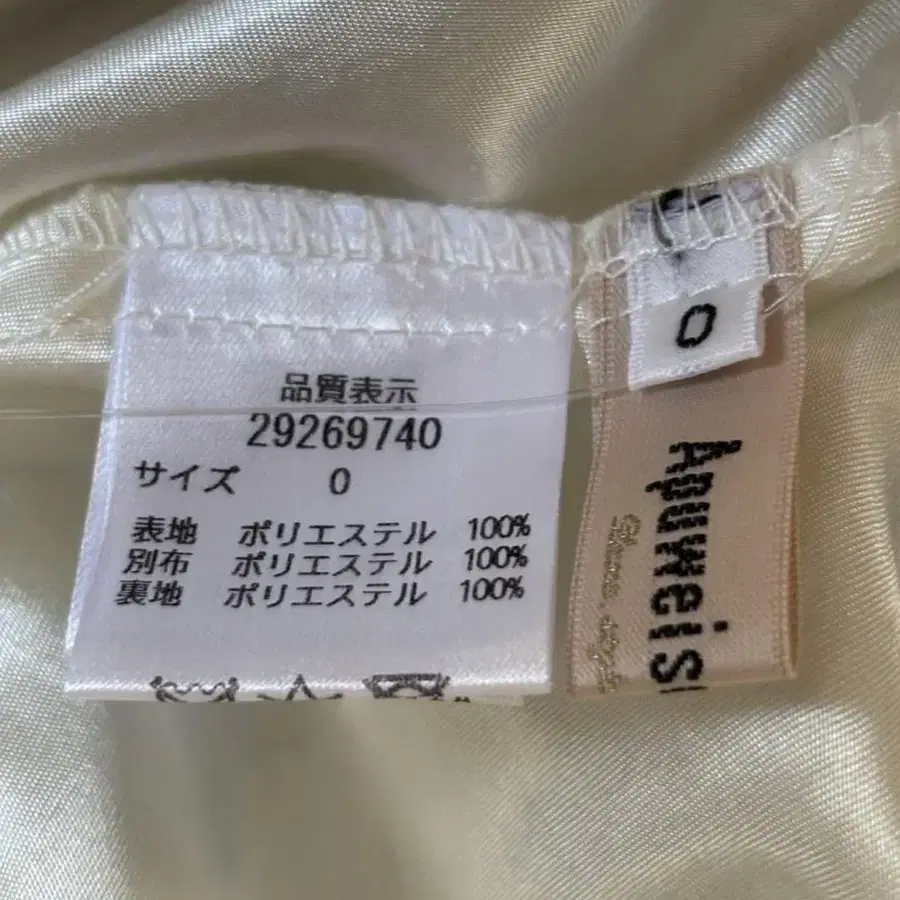 品質表示
29269740
サイズ 0
表地 ポリエステル 100%
別布 ポリエステル 100%
裏地 ポリエステル 100%
0
Apuweis